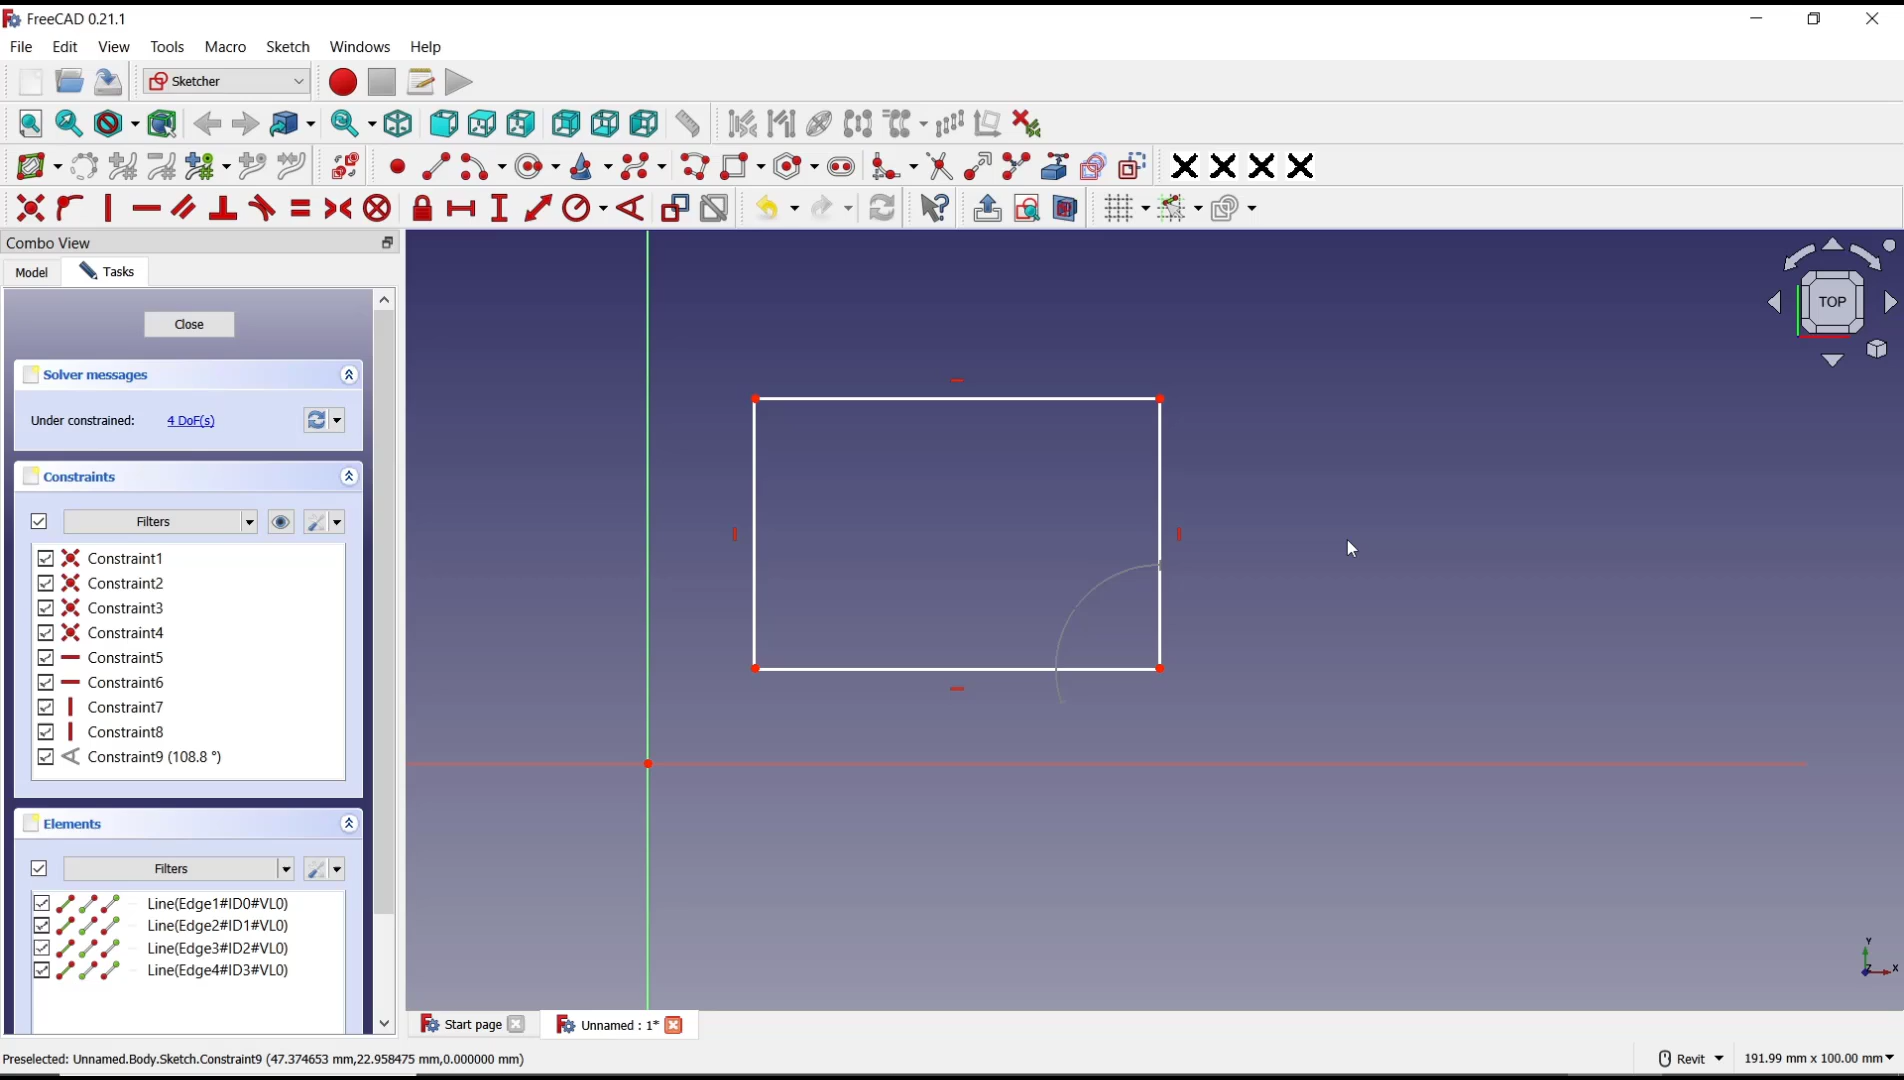 FreeCAD 0.21.1
File Edit View Tools Macro Sketch Windows Help
Sketcher
Combo View
Model Tasks
TOP
Close
Solver messages
Under constrained: 4 DoF(s)
Constraints
Filters
Constraint1
Constraint2
Constraint3
Constraint4
Constraint5
Constraint6
Constraint7
Constraint8
Constraint9 (108.8 °)
Elements
Filters
Line(Edge1#ID0#VL0)
Line(Edge2#ID1#VL0)
Line(Edge3#ID2#VL0)
Line(Edge4#ID3#VL0)
Y
Z X
Start page Unnamed : 1*
Preselected: Unnamed.Body.Sketch.Constraint9 (47.374653 mm,22.958475 mm,0.000000 mm) Revit 191.99 mm x 100.00 mm